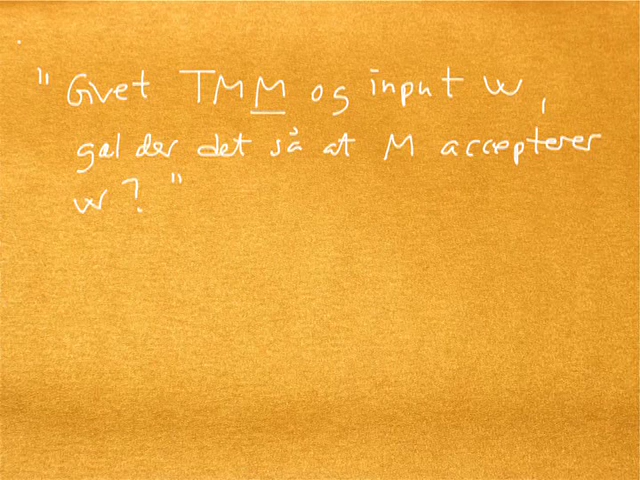 "Givet TM M og input w,
gælder det så at M accepterer
w?"